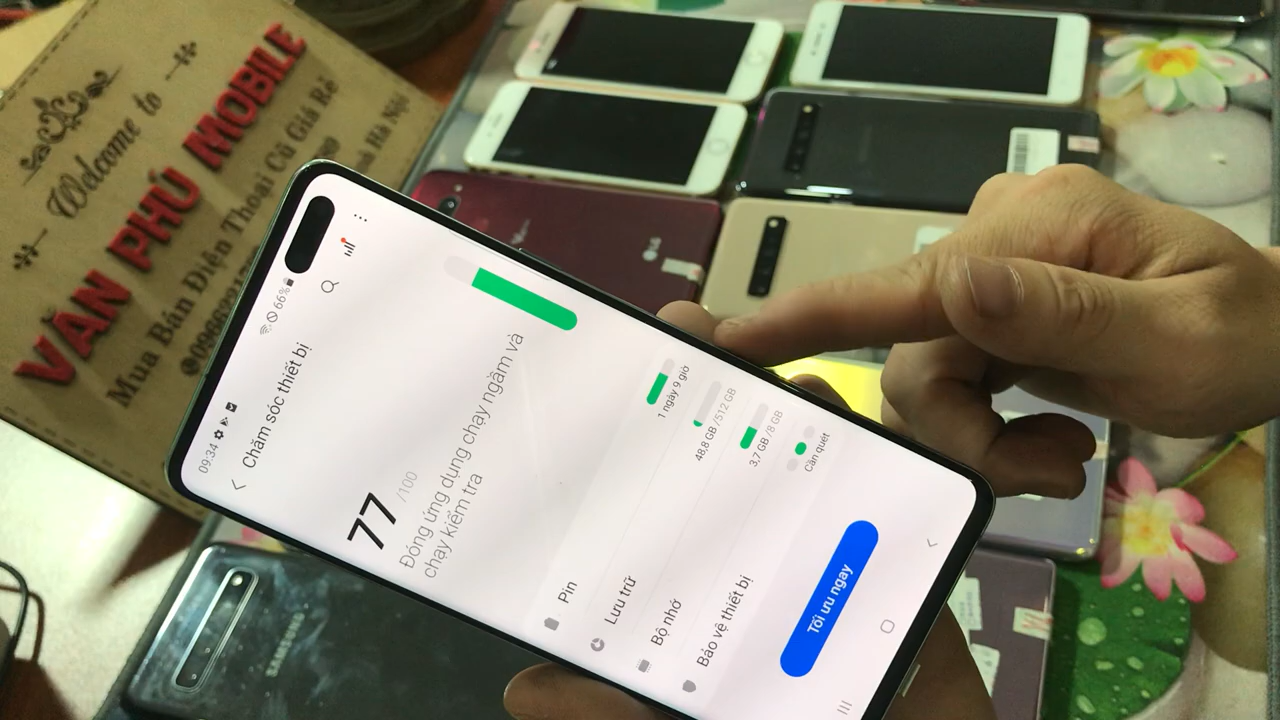 Welcome to
VĂN PHÚ MOBILE
Mua Bán Điện Thoại Cũ Giá Rẻ
Hà Nội
09:34
66%
Chăm sóc thiết bị
77 /100
Đóng ứng dụng chạy ngầm và
chạy kiểm tra
Pin
1 ngày 9 giờ
Lưu trữ
48,8 GB /512 GB
Bộ nhớ
3,7 GB /8 GB
Bảo vệ thiết bị
Cần quét
Tối ưu ngay
SAMSUNG
LG